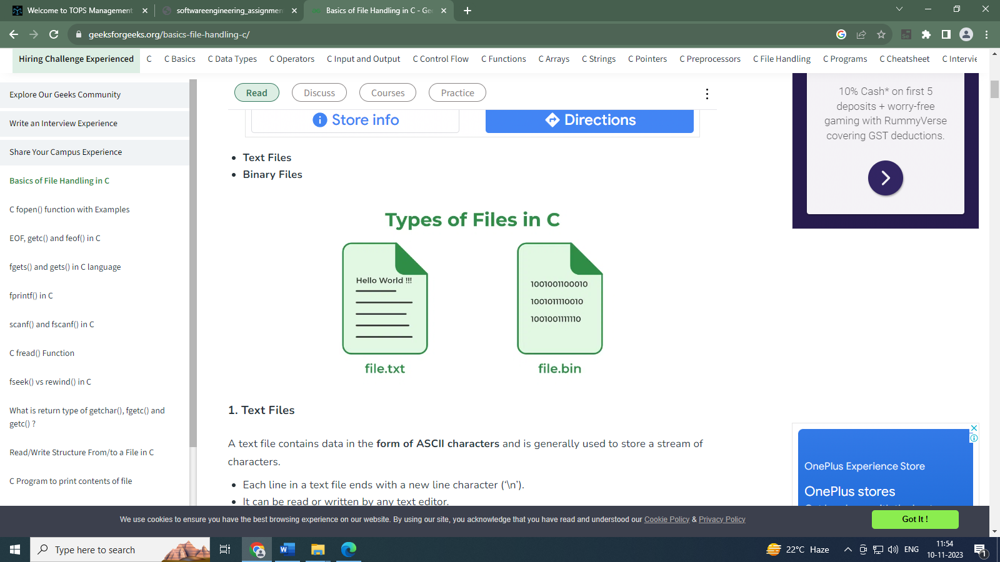 Welcome to TOPS Management
softwareengineering_assignmen
Basics of File Handling in C - Gee
geeksforgeeks.org/basics-file-handling-c/
Hiring Challenge Experienced C C Basics C Data Types C Operators C Input and Output C Control Flow C Functions C Arrays C Strings C Pointers C Preprocessors C File Handling C Programs C Cheatsheet C Intervie
Explore Our Geeks Community
Write an Interview Experience
Share Your Campus Experience
Basics of File Handling in C
C fopen() function with Examples
EOF, getc() and feof() in C
fgets() and gets() in C language
fprintf() in C
scanf() and fscanf() in C
C fread() Function
fseek() vs rewind() in C
What is return type of getchar(), fgetc() and
getc() ?
Read/Write Structure From/to a File in C
C Program to print contents of file
Read Discuss Courses Practice
Store info Directions
• Text Files
• Binary Files
Types of Files in C
Hello World !!!
1001001100010
1001011110010
1001001111110
file.txt file.bin
1. Text Files
A text file contains data in the form of ASCII characters and is generally used to store a stream of
characters.
• Each line in a text file ends with a new line character (‘\n’).
• It can be read or written by any text editor.
10% Cash* on first 5
deposits + worry-free
gaming with RummyVerse
covering GST deductions.
OnePlus Experience Store
OnePlus stores
We use cookies to ensure you have the best browsing experience on our website. By using our site, you acknowledge that you have read and understood our Cookie Policy & Privacy Policy
Got It !
Type here to search
22°C Haze
ENG
11:54
10-11-2023
1